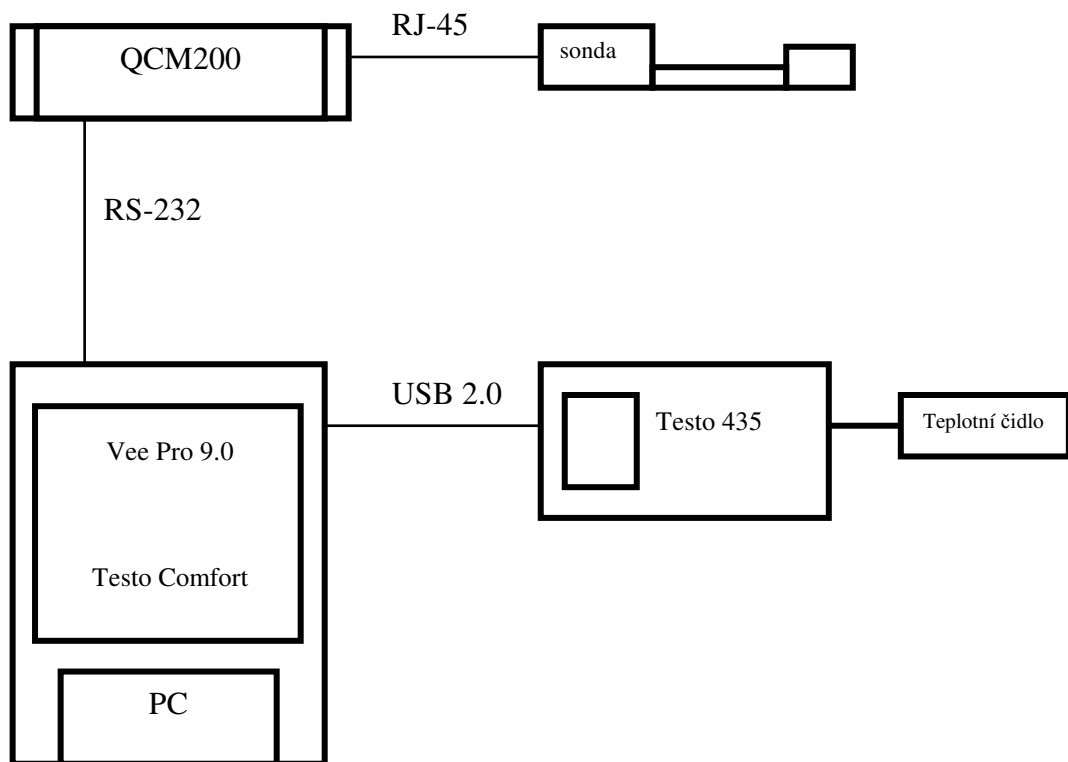 RJ-45
QCM200
sonda
RS-232
USB 2.0
Vee Pro 9.0
Testo 435
Teplotní čidlo
Testo Comfort
PC